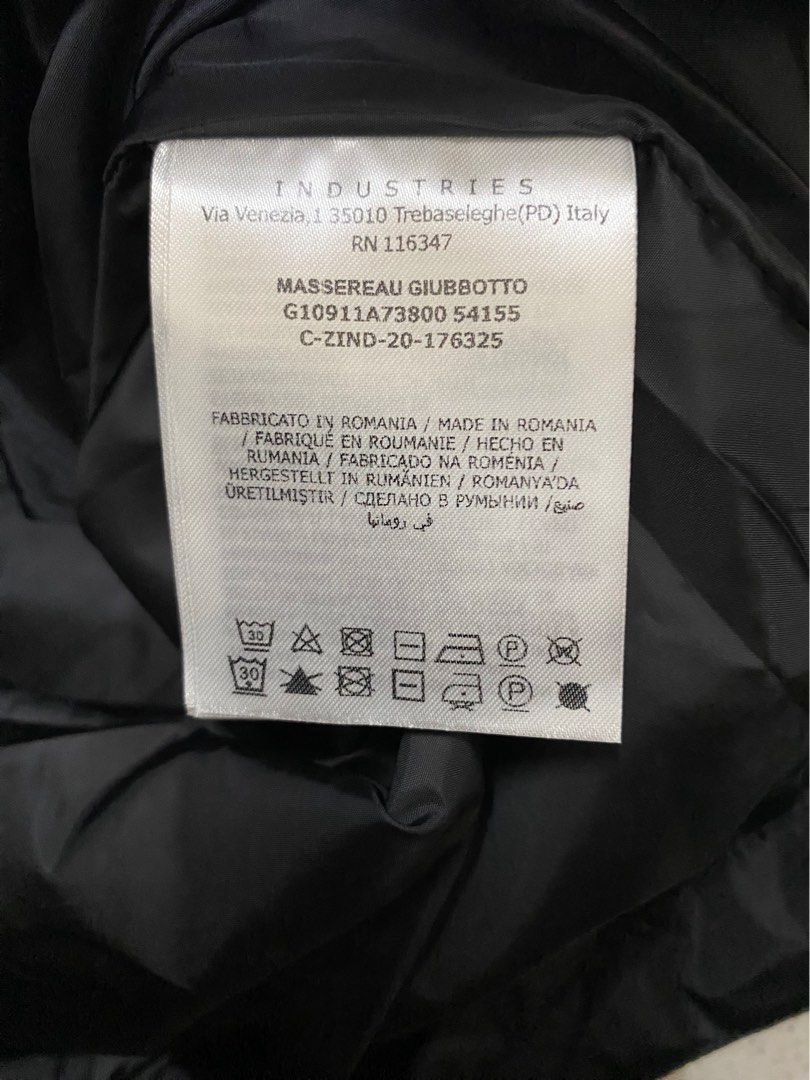 INDUSTRIES
Via Venezia,1 35010 Trebaseleghe(PD) Italy
RN 116347
MASSEREAU GIUBBOTTO
G10911A73800 54155
C-ZIND-20-176325
FABBRICATO IN ROMANIA / MADE IN ROMANIA
/ FABRIQUÉ EN ROUMANIE / HECHO EN
RUMANIA / FABRICADO NA ROMÉNIA /
HERGESTELLT IN RUMÄNIEN / ROMANYA'DA
ÜRETILMIŞTIR / СДЕЛАНО В РУМЫНИИ / صنع
في رومانيا
30 P W
30 P